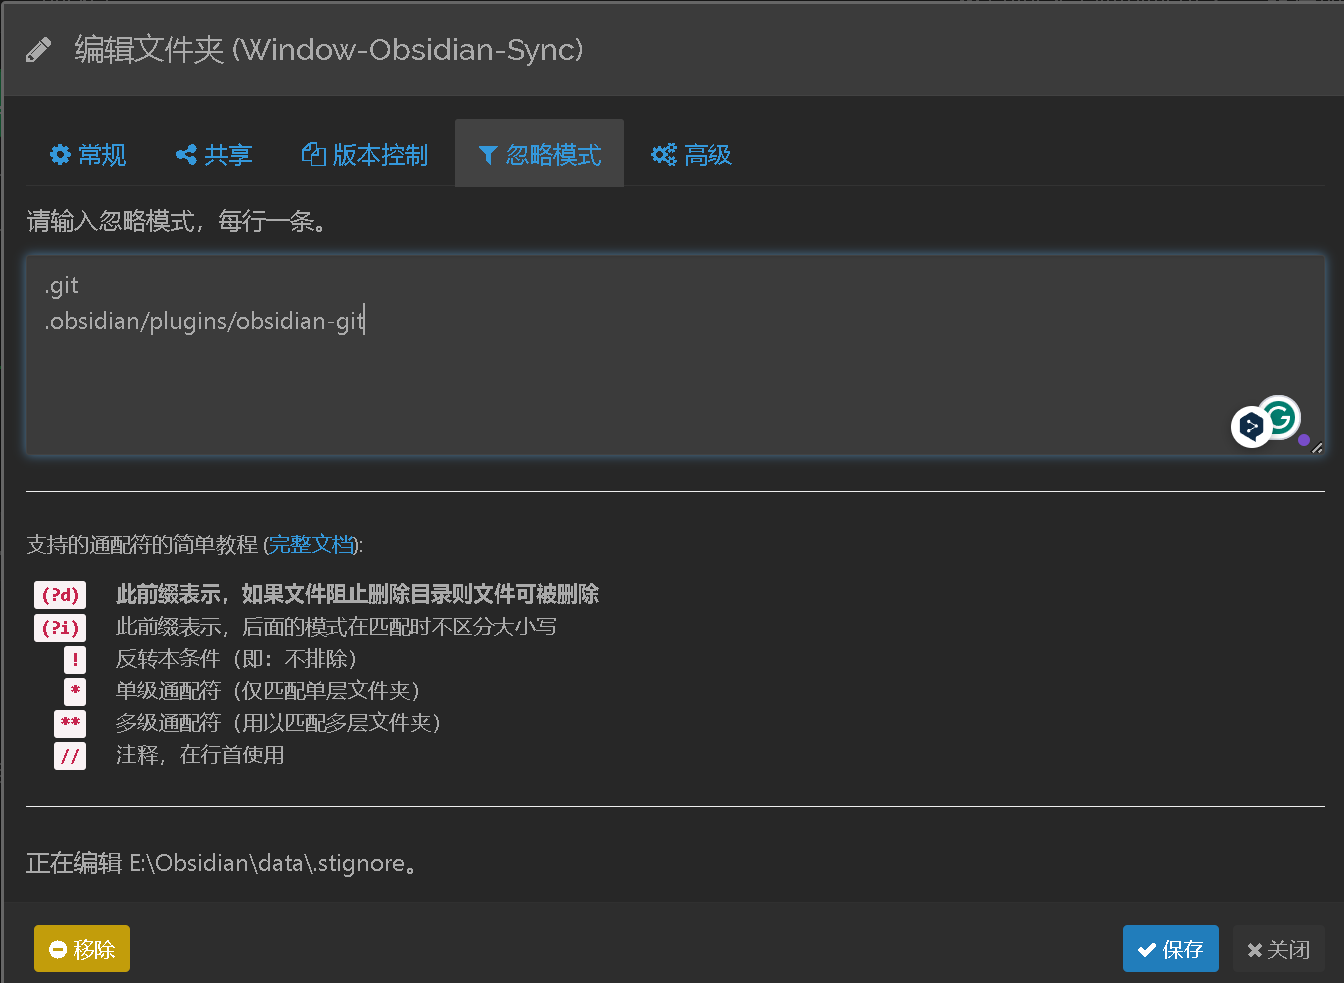 编辑文件夹 (Window-Obsidian-Sync)
常规 共享 版本控制 忽略模式 高级
请输入忽略模式，每行一条。
.git
.obsidian/plugins/obsidian-git
支持的通配符的简单教程 (完整文档):
(?d) 此前缀表示，如果文件阻止删除目录则文件可被删除
(?i) 此前缀表示，后面的模式在匹配时不区分大小写
! 反转本条件（即：不排除）
* 单级通配符（仅匹配单层文件夹）
** 多级通配符（用以匹配多层文件夹）
// 注释，在行首使用
正在编辑 E:\Obsidian\data\.stignore。
移除 保存 关闭